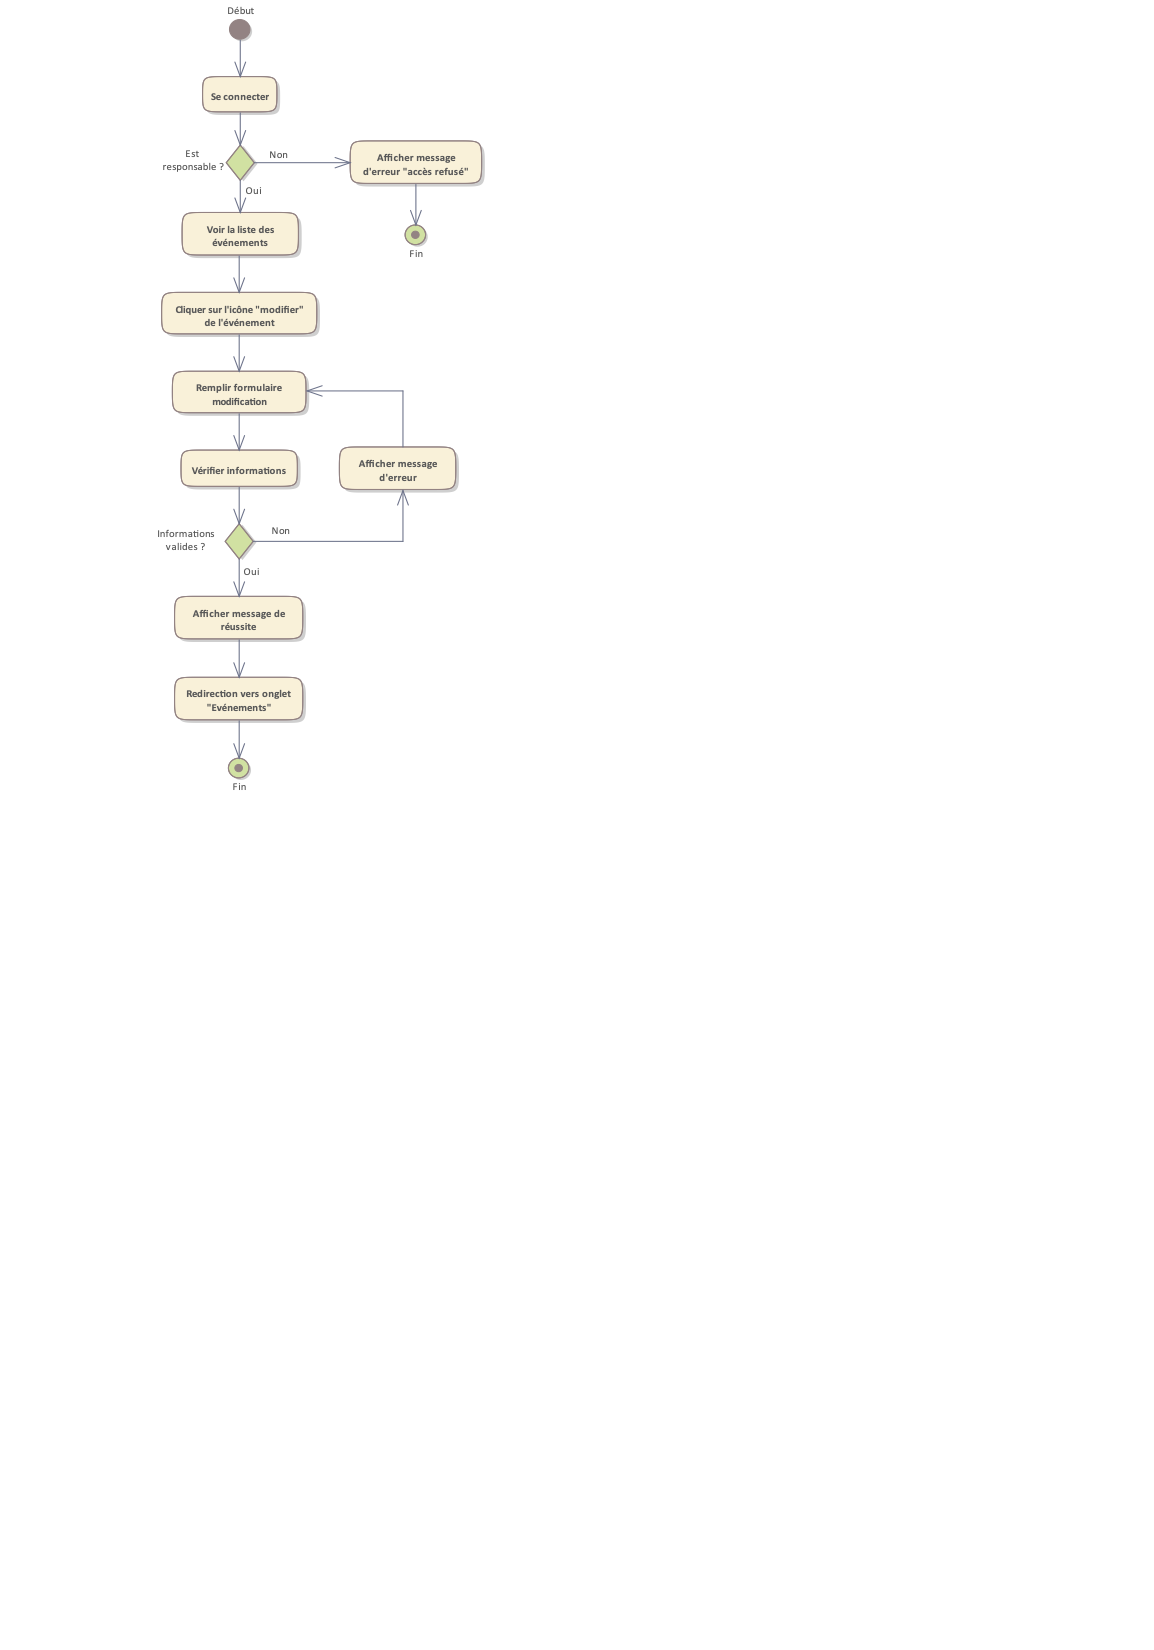 Début
Se connecter
Est
responsable ?
Non
Afficher message
d'erreur "accès refusé"
Oui
Voir la liste des
événements
Fin
Cliquer sur l'icône "modifier"
de l'événement
Remplir formulaire
modification
Vérifier informations
Afficher message
d'erreur
Informations
valides ?
Non
Oui
Afficher message de
réussite
Redirection vers onglet
"Evénements"
Fin